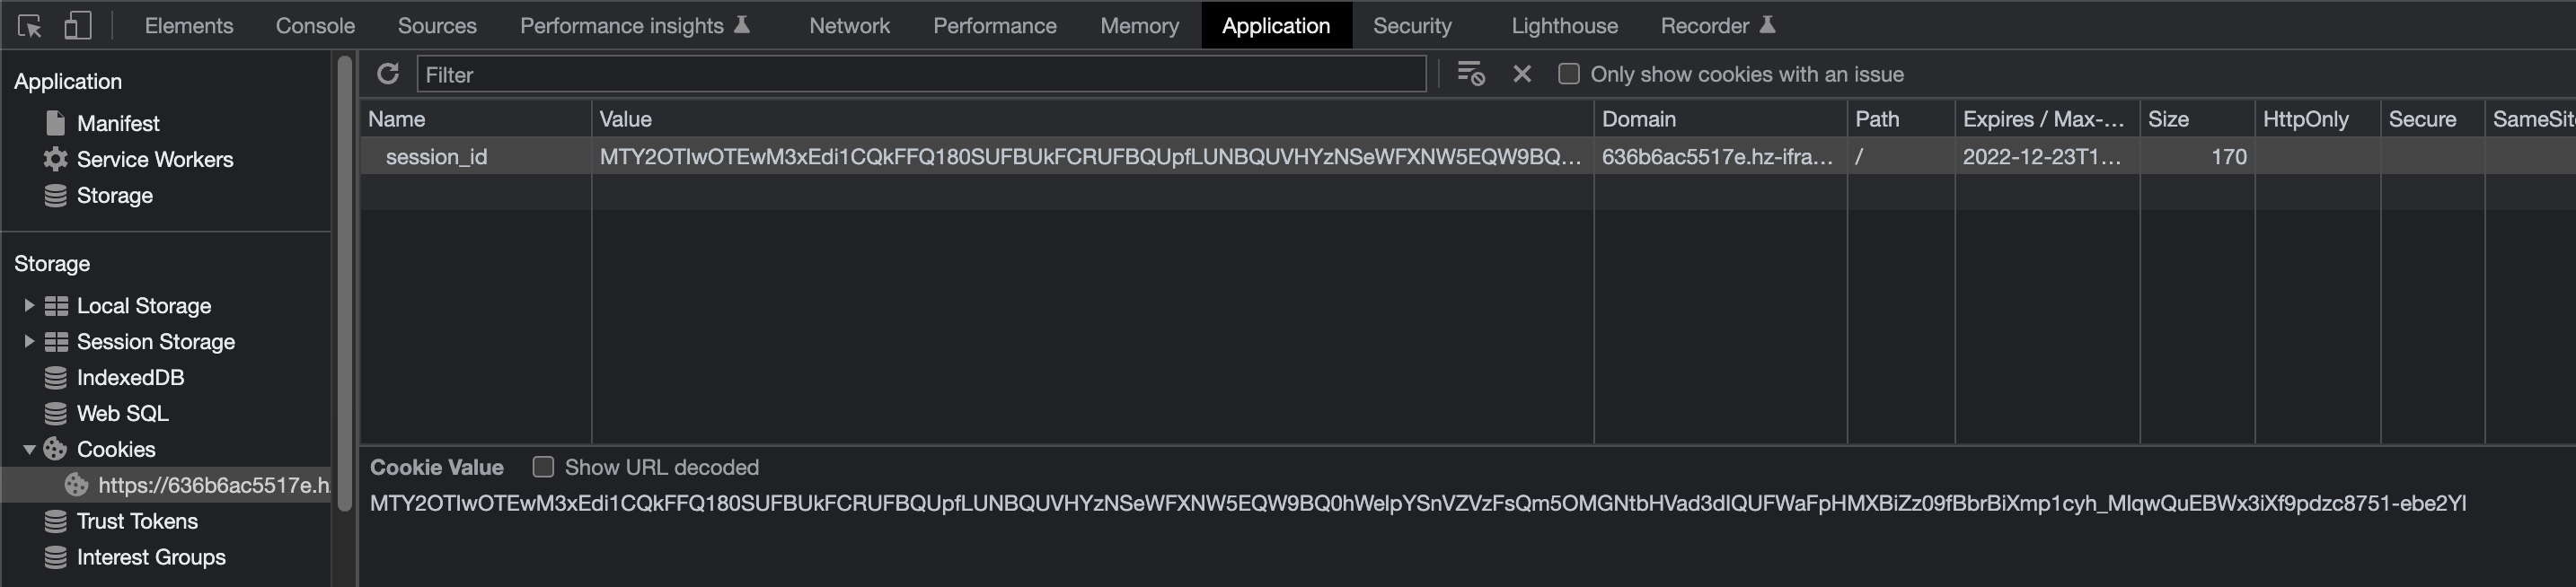 Elements Console Sources Performance insights Network Performance Memory Application Security Lighthouse Recorder
Application
Manifest
Service Workers
Storage
Storage
Local Storage
Session Storage
IndexedDB
Web SQL
Cookies
https://636b6ac5517e.h
Trust Tokens
Interest Groups
Filter Only show cookies with an issue
Name Value Domain Path Expires / Max-... Size HttpOnly Secure SameSit
session_id MTY2OTIwOTEwM3xEdi1CQkFFQ180SUFBUkFCRUFBQUpfLUNBQUVHYzNSeWFXNW5EQW9BQ... 636b6ac5517e.hz-ifra... / 2022-12-23T1... 170
Cookie Value Show URL decoded
MTY2OTIwOTEwM3xEdi1CQkFFQ180SUFBUkFCRUFBQUpfLUNBQUVHYzNSeWFXNW5EQW9BQ0hWelpYSnVZVzFsQm5OMGNtbHVad3dIQUFWaFpHMXBiZz09fBbrBiXmp1cyh_MlqwQuEBWx3iXf9pdzc8751-ebe2Yl